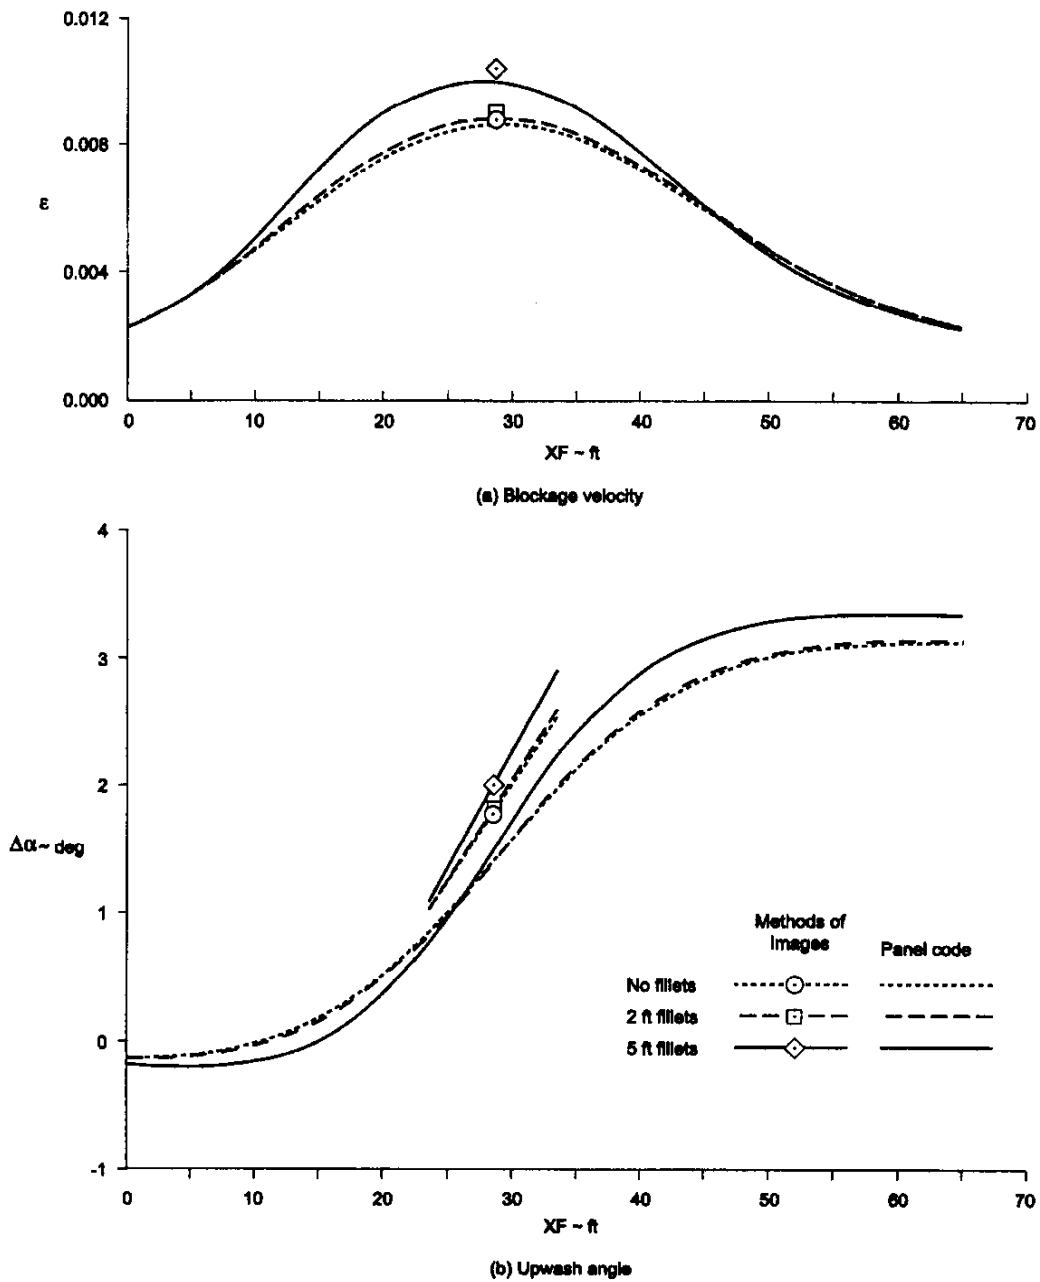 0.012
0.008
ε
0.004
0.000
0 10 20 30 40 50 60 70
XF ~ ft
(a) Blockage velocity
4
3
2
Δα ~ deg
1
0
-1
Methods of
Images Panel code
No fillets
2 ft fillets
5 ft fillets
0 10 20 30 40 50 60 70
XF ~ ft
(b) Upwash angle